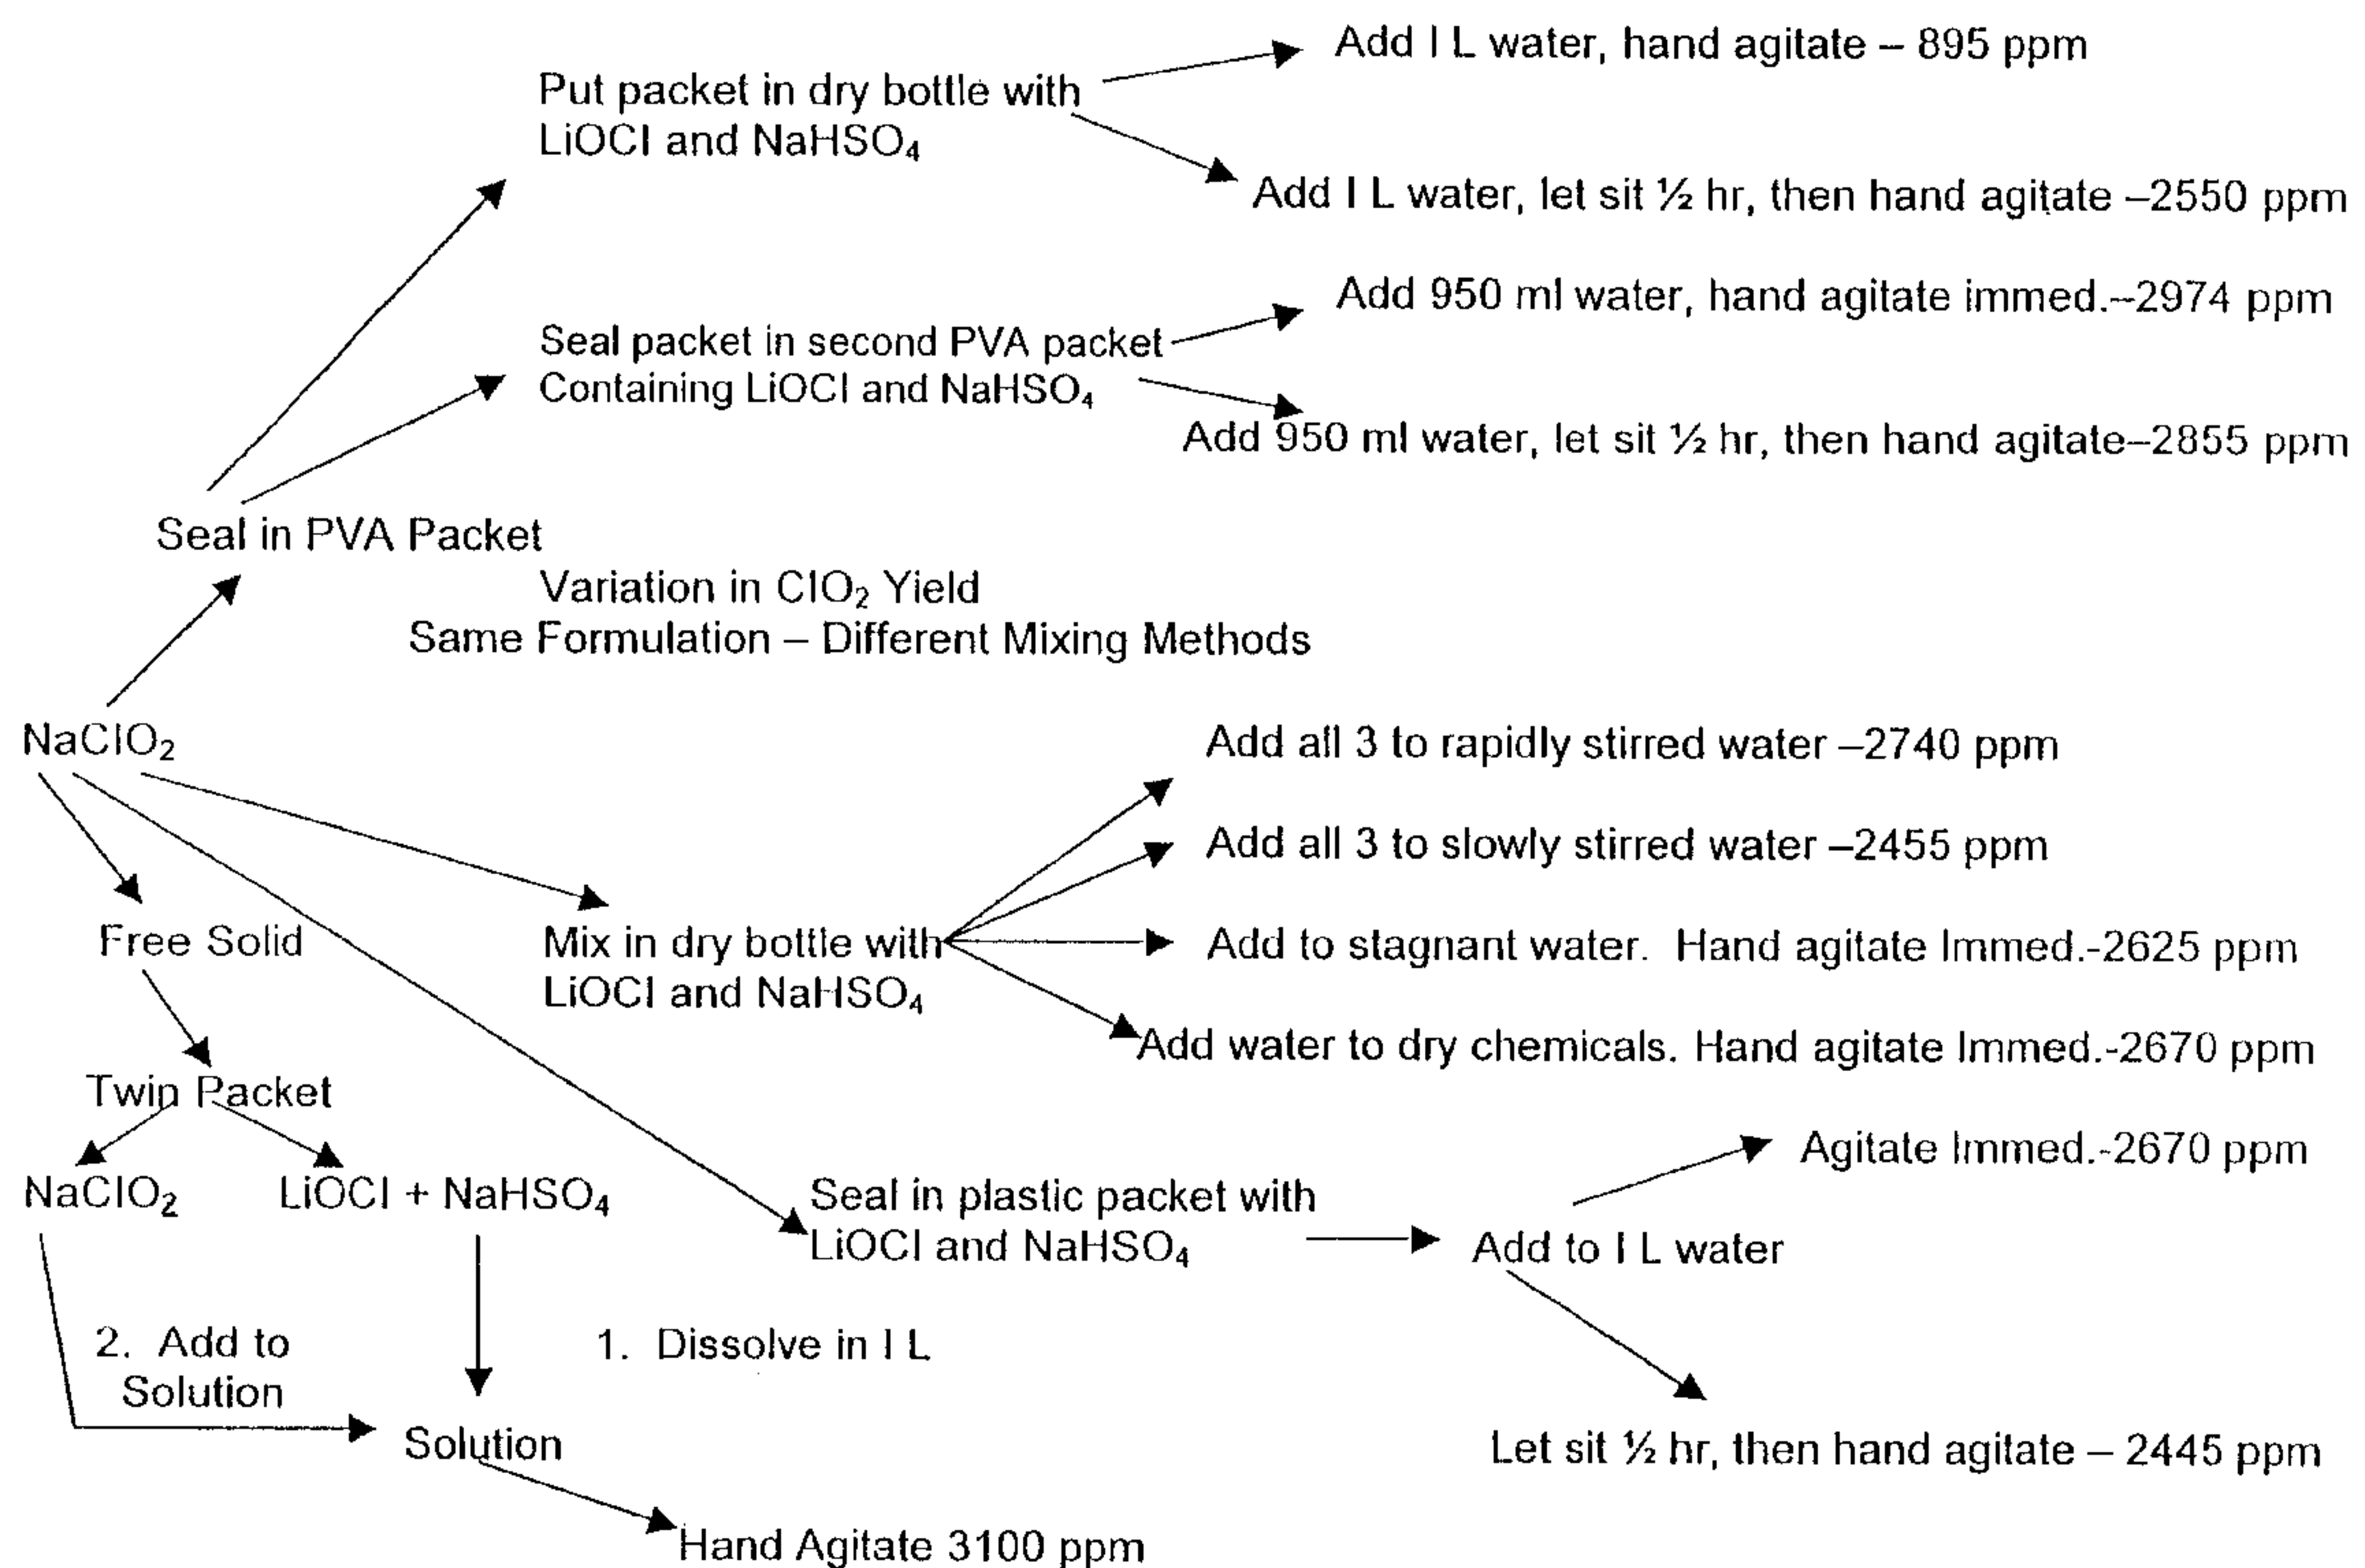 Add I L water, hand agitate – 895 ppm
Put packet in dry bottle with
LiOCl and NaHSO₄
Add I L water, let sit ½ hr, then hand agitate –2550 ppm
Add 950 ml water, hand agitate immed.–2974 ppm
Seal packet in second PVA packet
Containing LiOCl and NaHSO₄
Add 950 ml water, let sit ½ hr, then hand agitate–2855 ppm
Seal in PVA Packet
Variation in ClO₂ Yield
Same Formulation – Different Mixing Methods
NaClO₂
Add all 3 to rapidly stirred water –2740 ppm
Add all 3 to slowly stirred water –2455 ppm
Free Solid
Mix in dry bottle with
LiOCl and NaHSO₄
Add to stagnant water. Hand agitate Immed.-2625 ppm
Add water to dry chemicals. Hand agitate Immed.-2670 ppm
Twin Packet
NaClO₂
LiOCl + NaHSO₄
Seal in plastic packet with
LiOCl and NaHSO₄
Agitate Immed.-2670 ppm
Add to I L water
2. Add to
Solution
1. Dissolve in I L
Solution
Let sit ½ hr, then hand agitate – 2445 ppm
Hand Agitate 3100 ppm